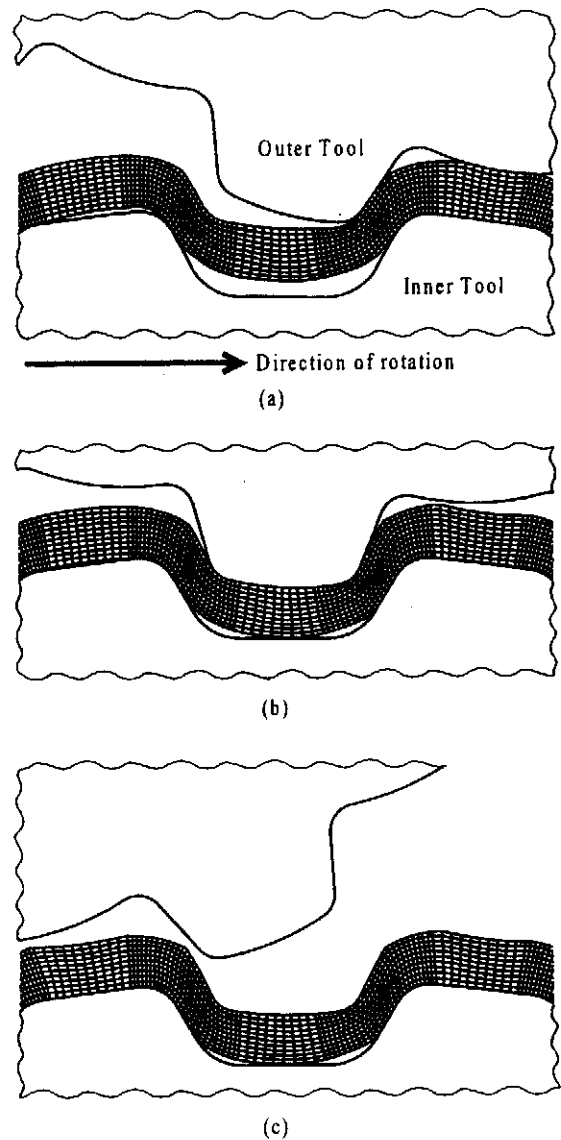 Outer Tool
Inner Tool
Direction of rotation
(a)
(b)
(c)